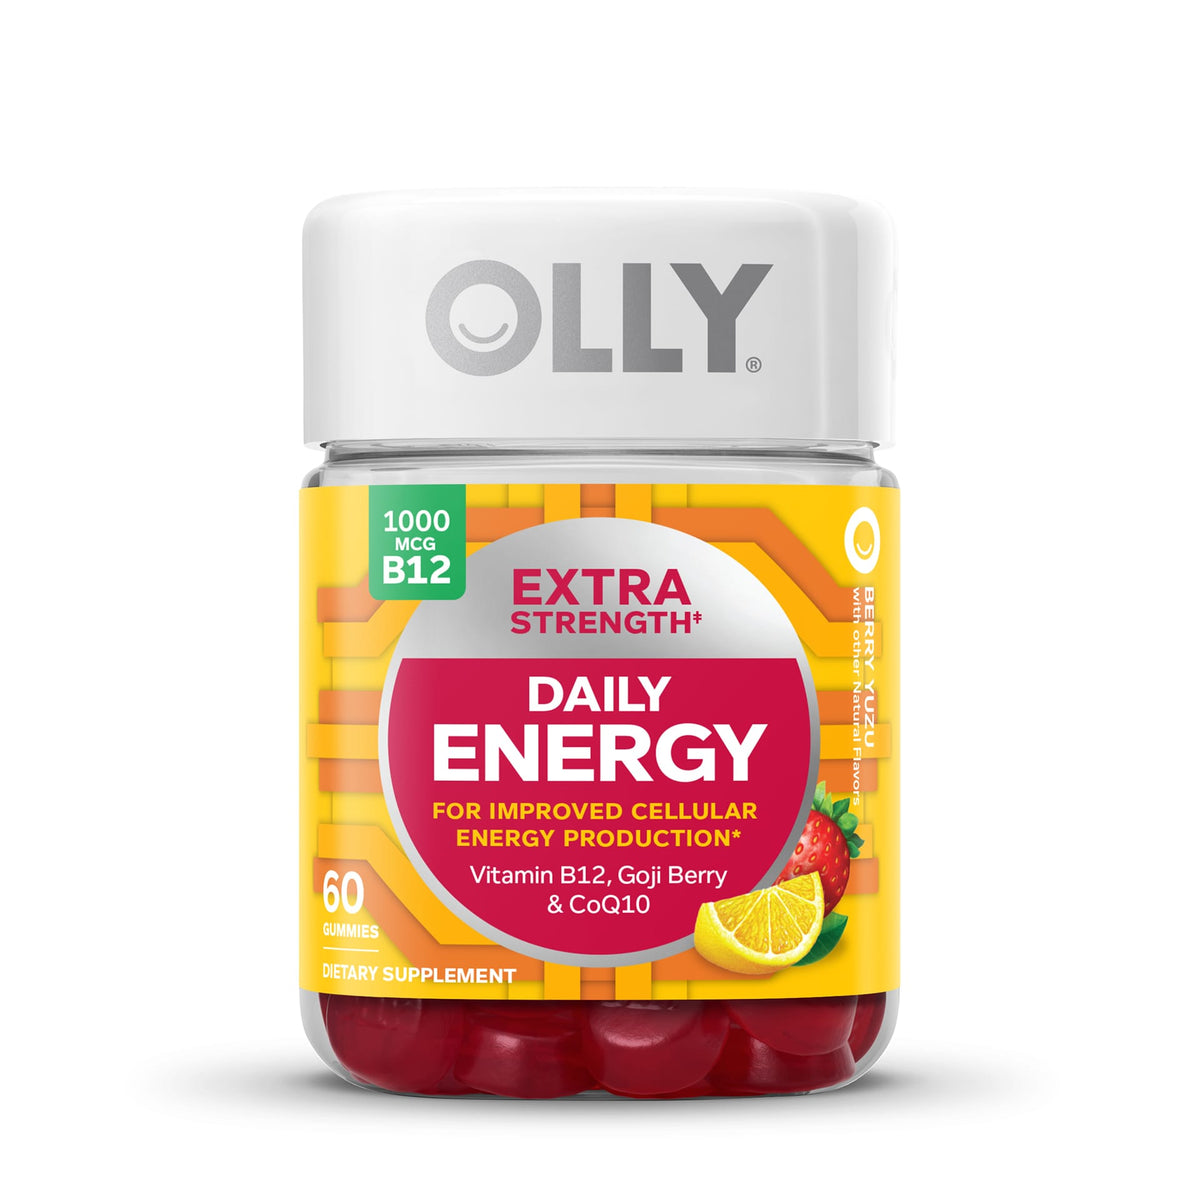 OLLY®
1000
MCG
B12
EXTRA
STRENGTH‡
DAILY
ENERGY
FOR IMPROVED CELLULAR
ENERGY PRODUCTION*
Vitamin B12, Goji Berry
& CoQ10
60
GUMMIES
DIETARY SUPPLEMENT
BERRY YUZU
with other Natural Flavors